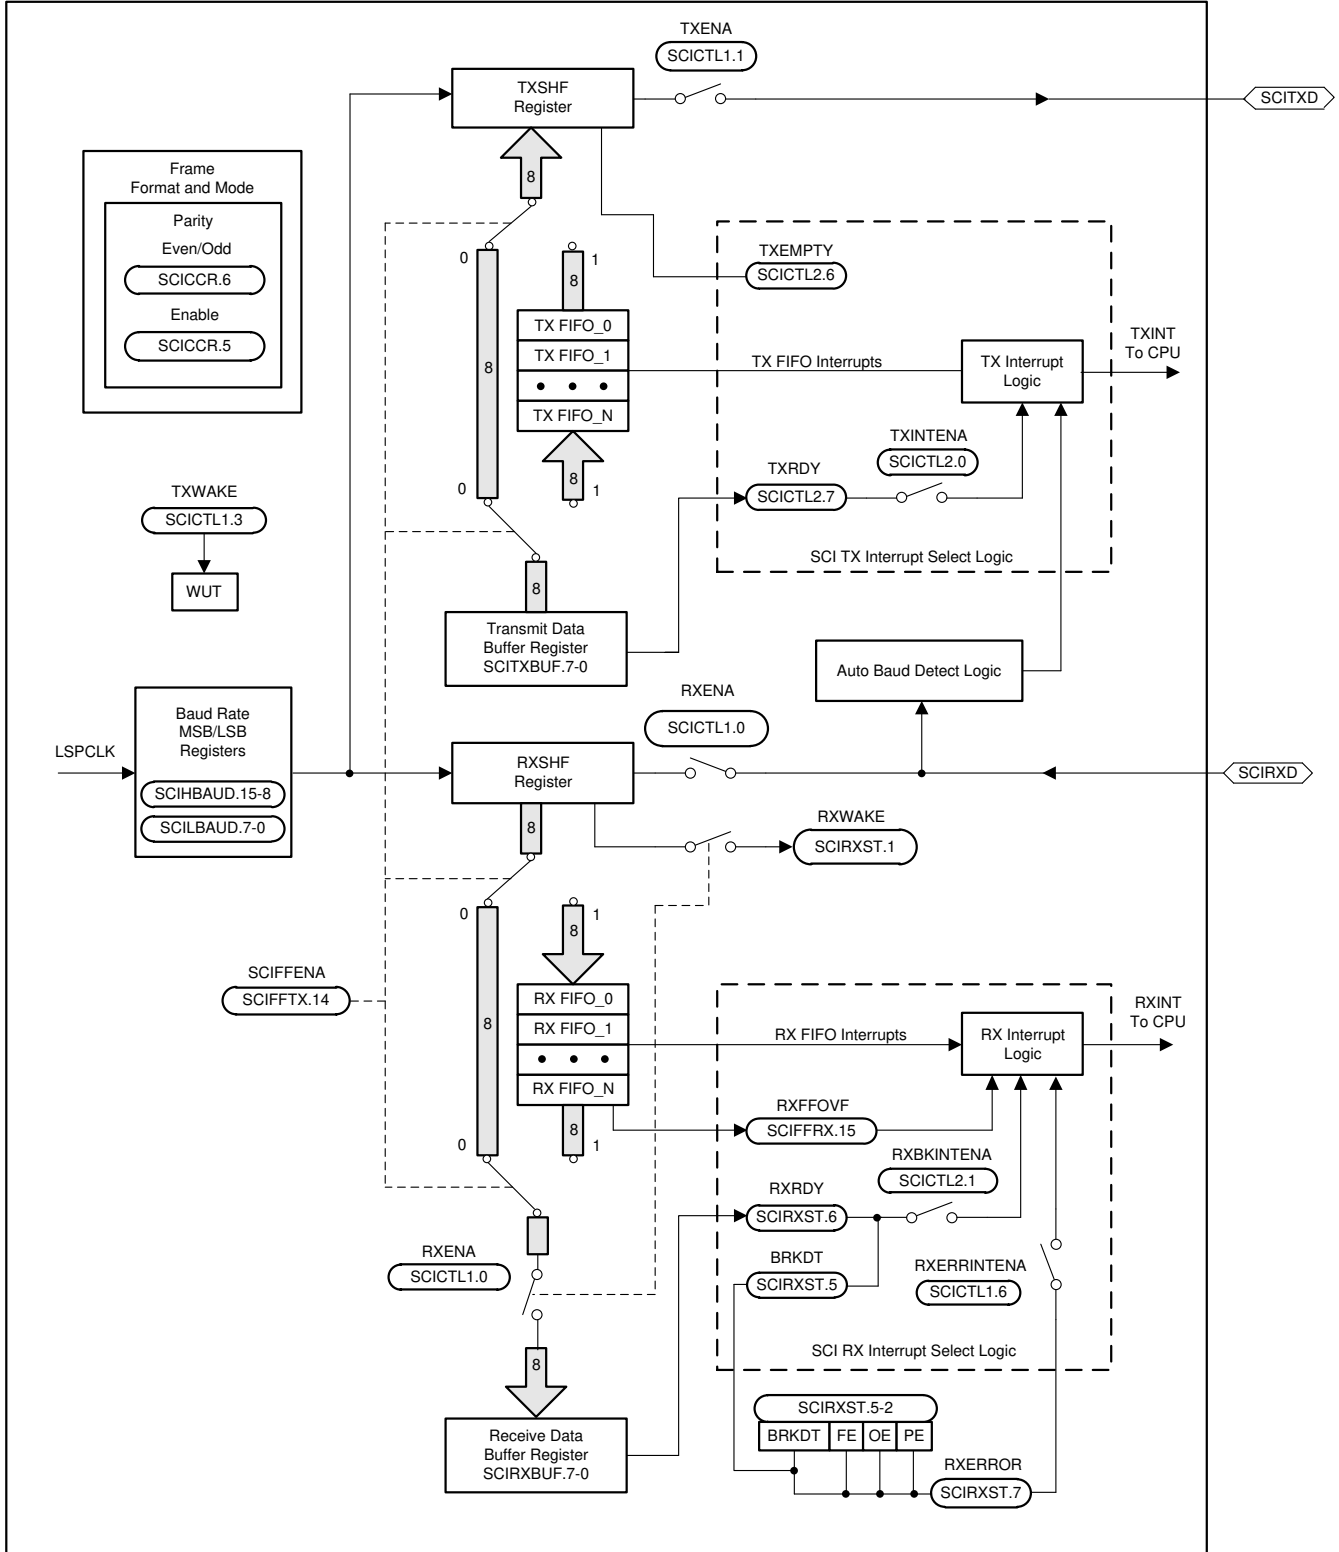 TXENA
SCICTL1.1
TXSHF
Register
SCITXD
Frame
Format and Mode
Parity
Even/Odd
SCICCR.6
Enable
SCICCR.5
8
0
1
8
TXEMPTY
SCICTL2.6
TX FIFO_0
TX FIFO_1
• • •
TX FIFO_N
8
TX FIFO Interrupts
TX Interrupt
Logic
TXINT
To CPU
TXINTENA
SCICTL2.0
TXRDY
SCICTL2.7
0
8
1
SCI TX Interrupt Select Logic
TXWAKE
SCICTL1.3
WUT
8
Transmit Data
Buffer Register
SCITXBUF.7-0
Auto Baud Detect Logic
RXENA
SCICTL1.0
LSPCLK
Baud Rate
MSB/LSB
Registers
SCIHBAUD.15-8
SCILBAUD.7-0
RXSHF
Register
SCIRXD
8
RXWAKE
SCIRXST.1
0
1
8
SCIFFENA
SCIFFTX.14
8
RX FIFO_0
RX FIFO_1
• • •
RX FIFO_N
RX FIFO Interrupts
RX Interrupt
Logic
RXINT
To CPU
8
0
1
RXFFOVF
SCIFFRX.15
RXBKINTENA
SCICTL2.1
RXRDY
SCIRXST.6
BRKDT
SCIRXST.5
RXERRINTENA
SCICTL1.6
RXENA
SCICTL1.0
SCI RX Interrupt Select Logic
8
Receive Data
Buffer Register
SCIRXBUF.7-0
SCIRXST.5-2
BRKDT FE OE PE
RXERROR
SCIRXST.7